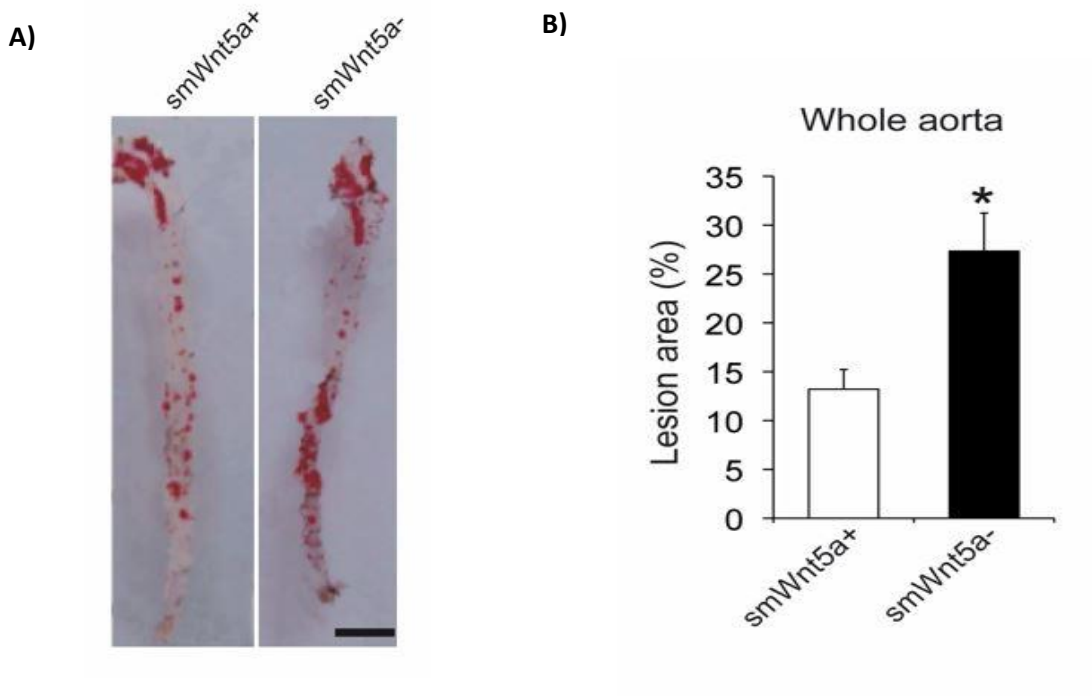 A)
smWnt5a+
smWnt5a-
B)
Whole aorta
Lesion area (%)
35
30
25
20
15
10
5
0
*
smWnt5a+
smWnt5a-